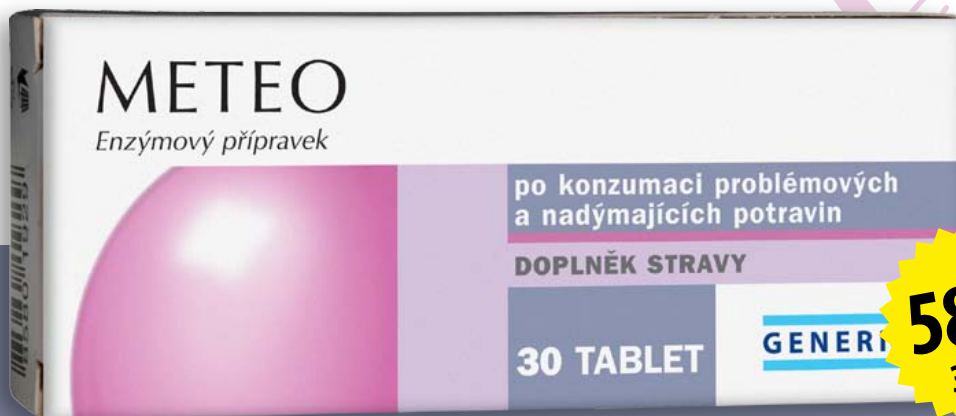 METEO
Enzýmový přípravek
po konzumaci problémových
a nadýmajících potravin
DOPLNĚK STRAVY
30 TABLET